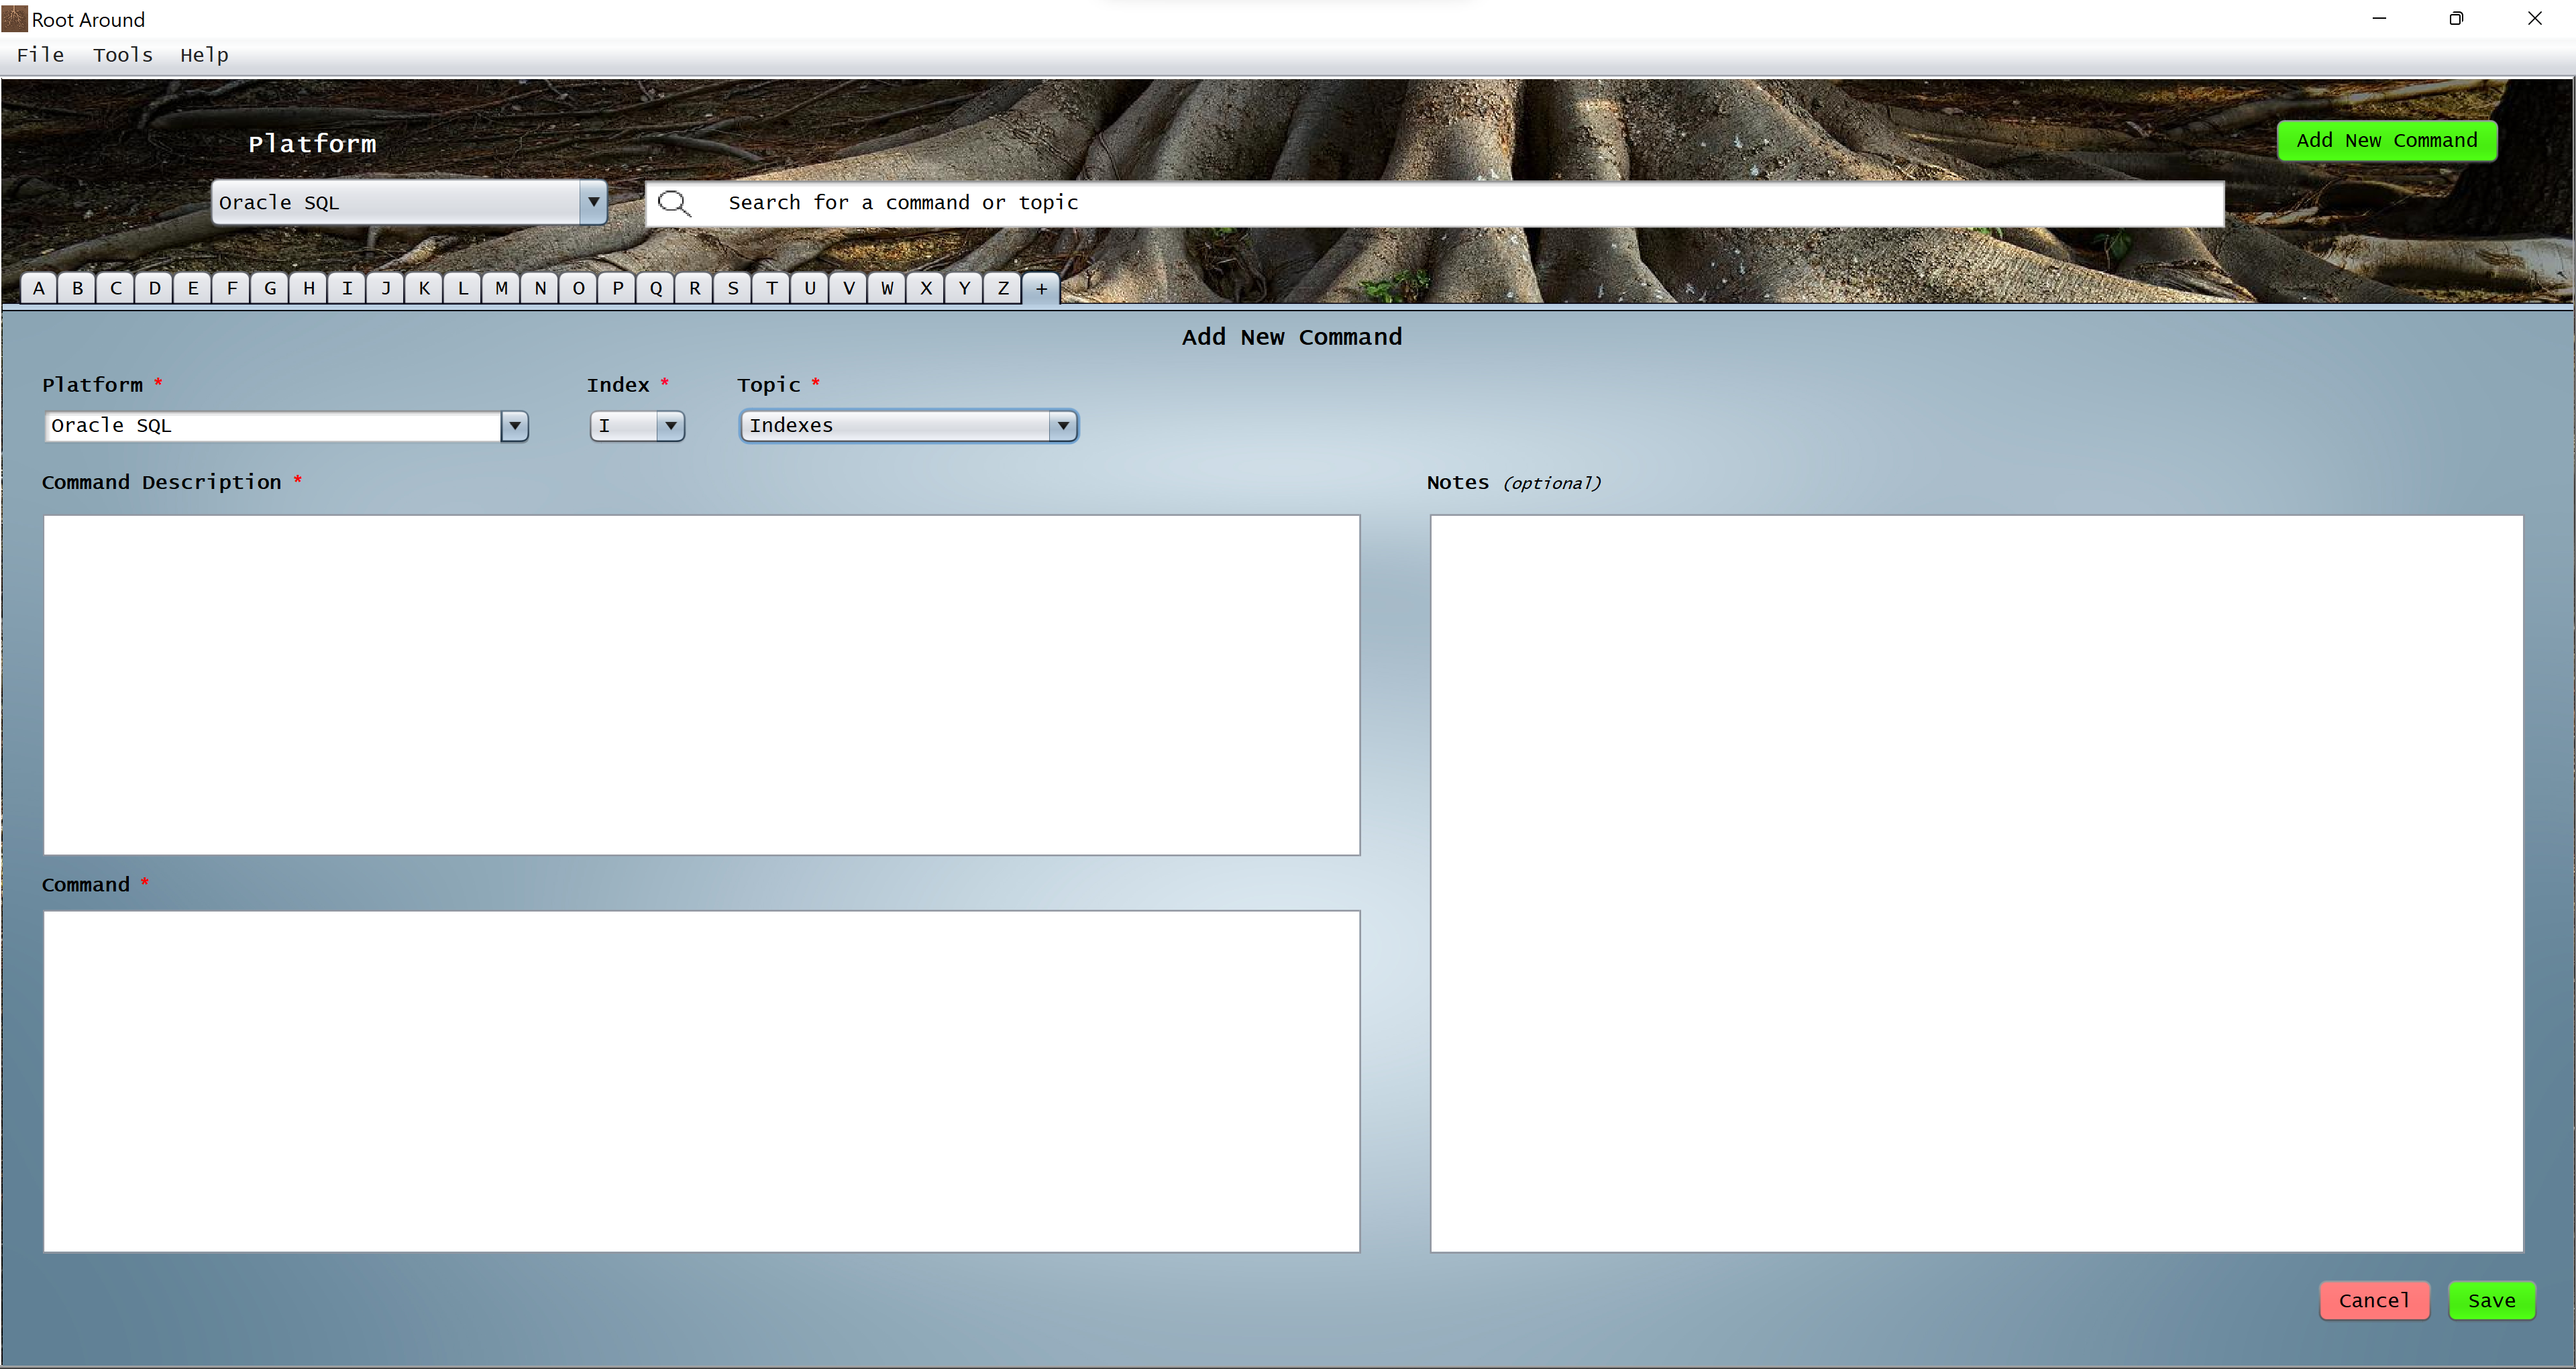 Root Around
File Tools Help
Platform
Add New Command
Oracle SQL
Search for a command or topic
A B C D E F G H I J K L M N O P Q R S T U V W X Y Z +
Add New Command
Platform * Index * Topic *
Oracle SQL I Indexes
Command Description * Notes (optional)
Command *
Cancel Save